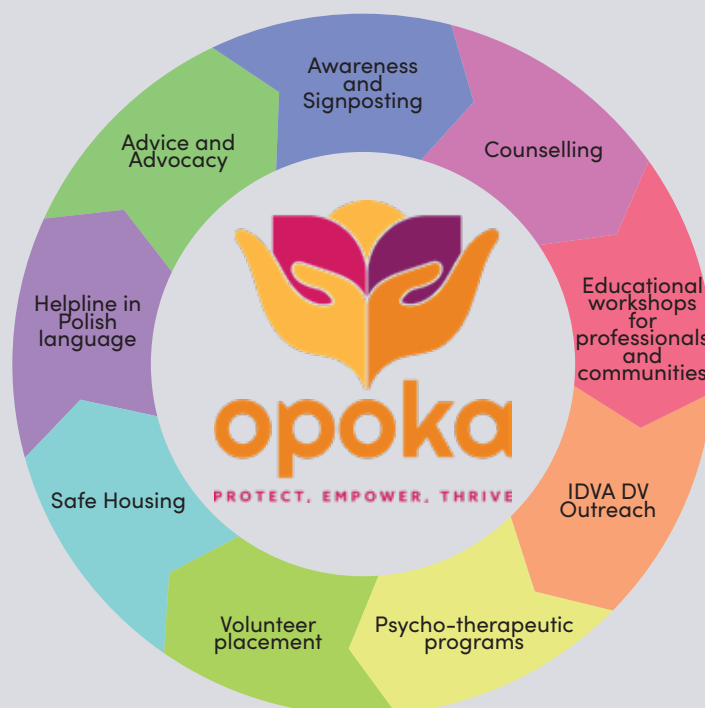 Awareness
and
Signposting
Counselling
Educational
workshops
for
professionals
and
communities
IDVA DV
Outreach
Psycho-therapeutic
programs
Volunteer
placement
Safe Housing
Helpline in
Polish
language
Advice and
Advocacy
opoka
PROTECT, EMPOWER, THRIVE